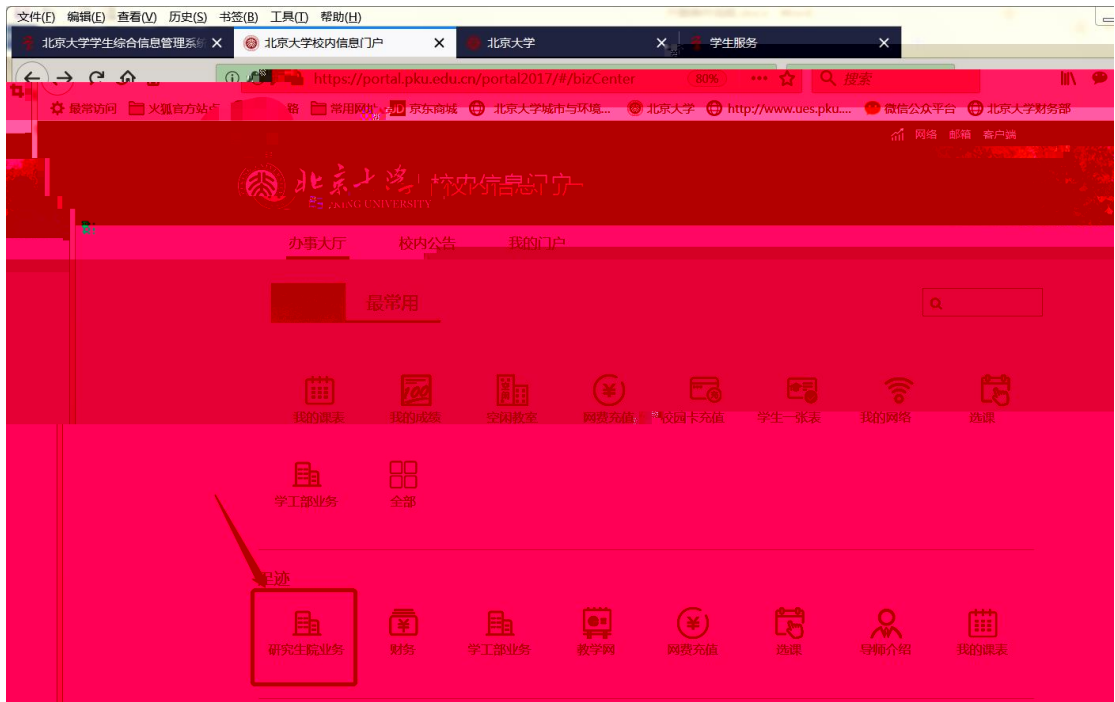 文件(F) 编辑(E) 查看(V) 历史(S) 书签(B) 工具(T) 帮助(H)
北京大学学生综合信息管理系统 北京大学校内信息门户 北京大学 学生服务
https://portal.pku.edu.cn/portal2017/#/bizCenter 80% 搜索
最常访问 火狐官方站点 常用网址 京东商城 北京大学城市与环境... 北京大学 http://www.ues.pku.... 微信公众平台 北京大学财务部
网络 邮箱 客户端
北京大学 校内信息门户
PEKING UNIVERSITY
办事大厅 校内公告 我的门户
最常用
我的课表 我的成绩 空闲教室 网费充值 校园卡充值 学生一张表 我的网络 选课
学工部业务 全部
足迹
研究生院业务 财务 学工部业务 教学网 网费充值 选课 导师介绍 我的课表